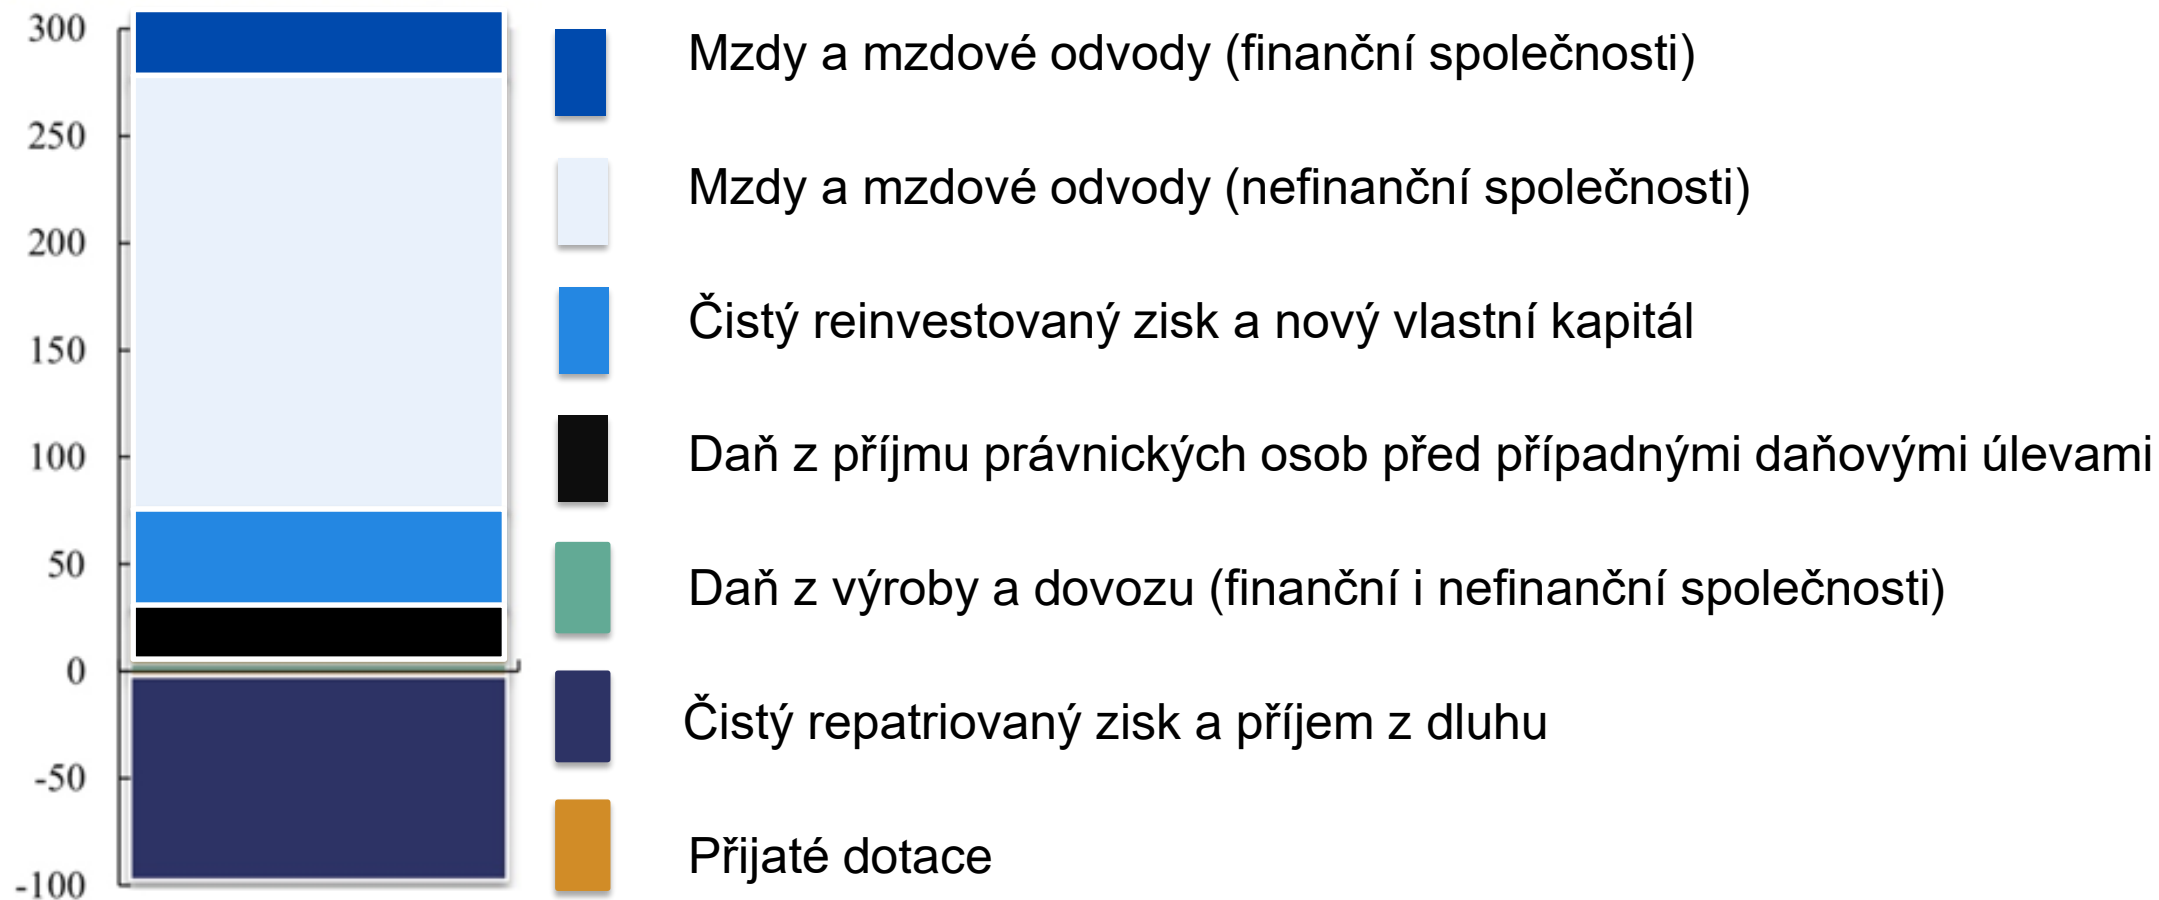 300
250
200
150
100
50
0
-50
-100
Mzdy a mzdové odvody (finanční společnosti)
Mzdy a mzdové odvody (nefinanční společnosti)
Čistý reinvestovaný zisk a nový vlastní kapitál
Daň z příjmu právnických osob před případnými daňovými úlevami
Daň z výroby a dovozu (finanční i nefinanční společnosti)
Čistý repatriovaný zisk a příjem z dluhu
Přijaté dotace